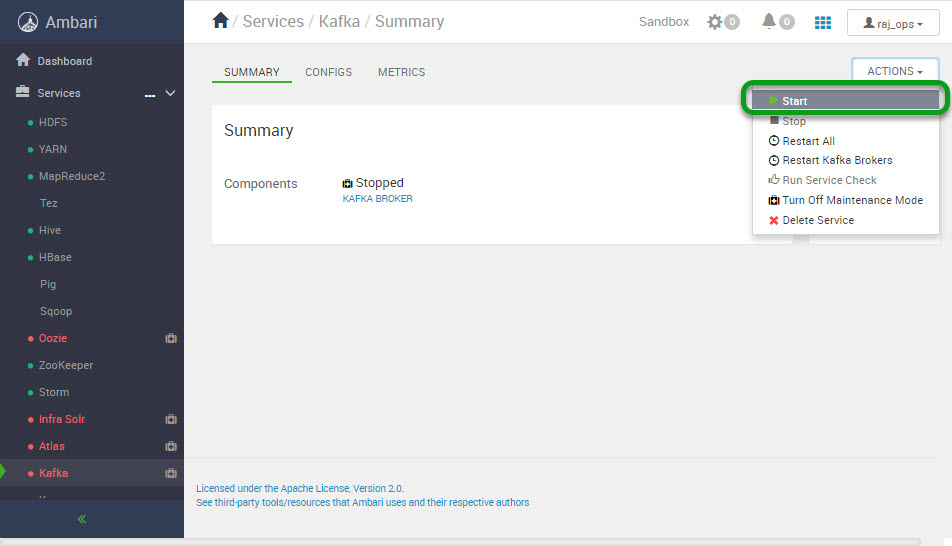 Ambari
/ Services / Kafka / Summary
Sandbox
0
0
raj_ops
Dashboard
Services
...
HDFS
YARN
MapReduce2
Tez
Hive
HBase
Pig
Sqoop
Oozie
ZooKeeper
Storm
Infra Solr
Atlas
Kafka
SUMMARY
CONFIGS
METRICS
ACTIONS
Start
Stop
Restart All
Restart Kafka Brokers
Run Service Check
Turn Off Maintenance Mode
Delete Service
Summary
Components
Stopped
KAFKA BROKER
Licensed under the Apache License, Version 2.0.
See third-party tools/resources that Ambari uses and their respective authors